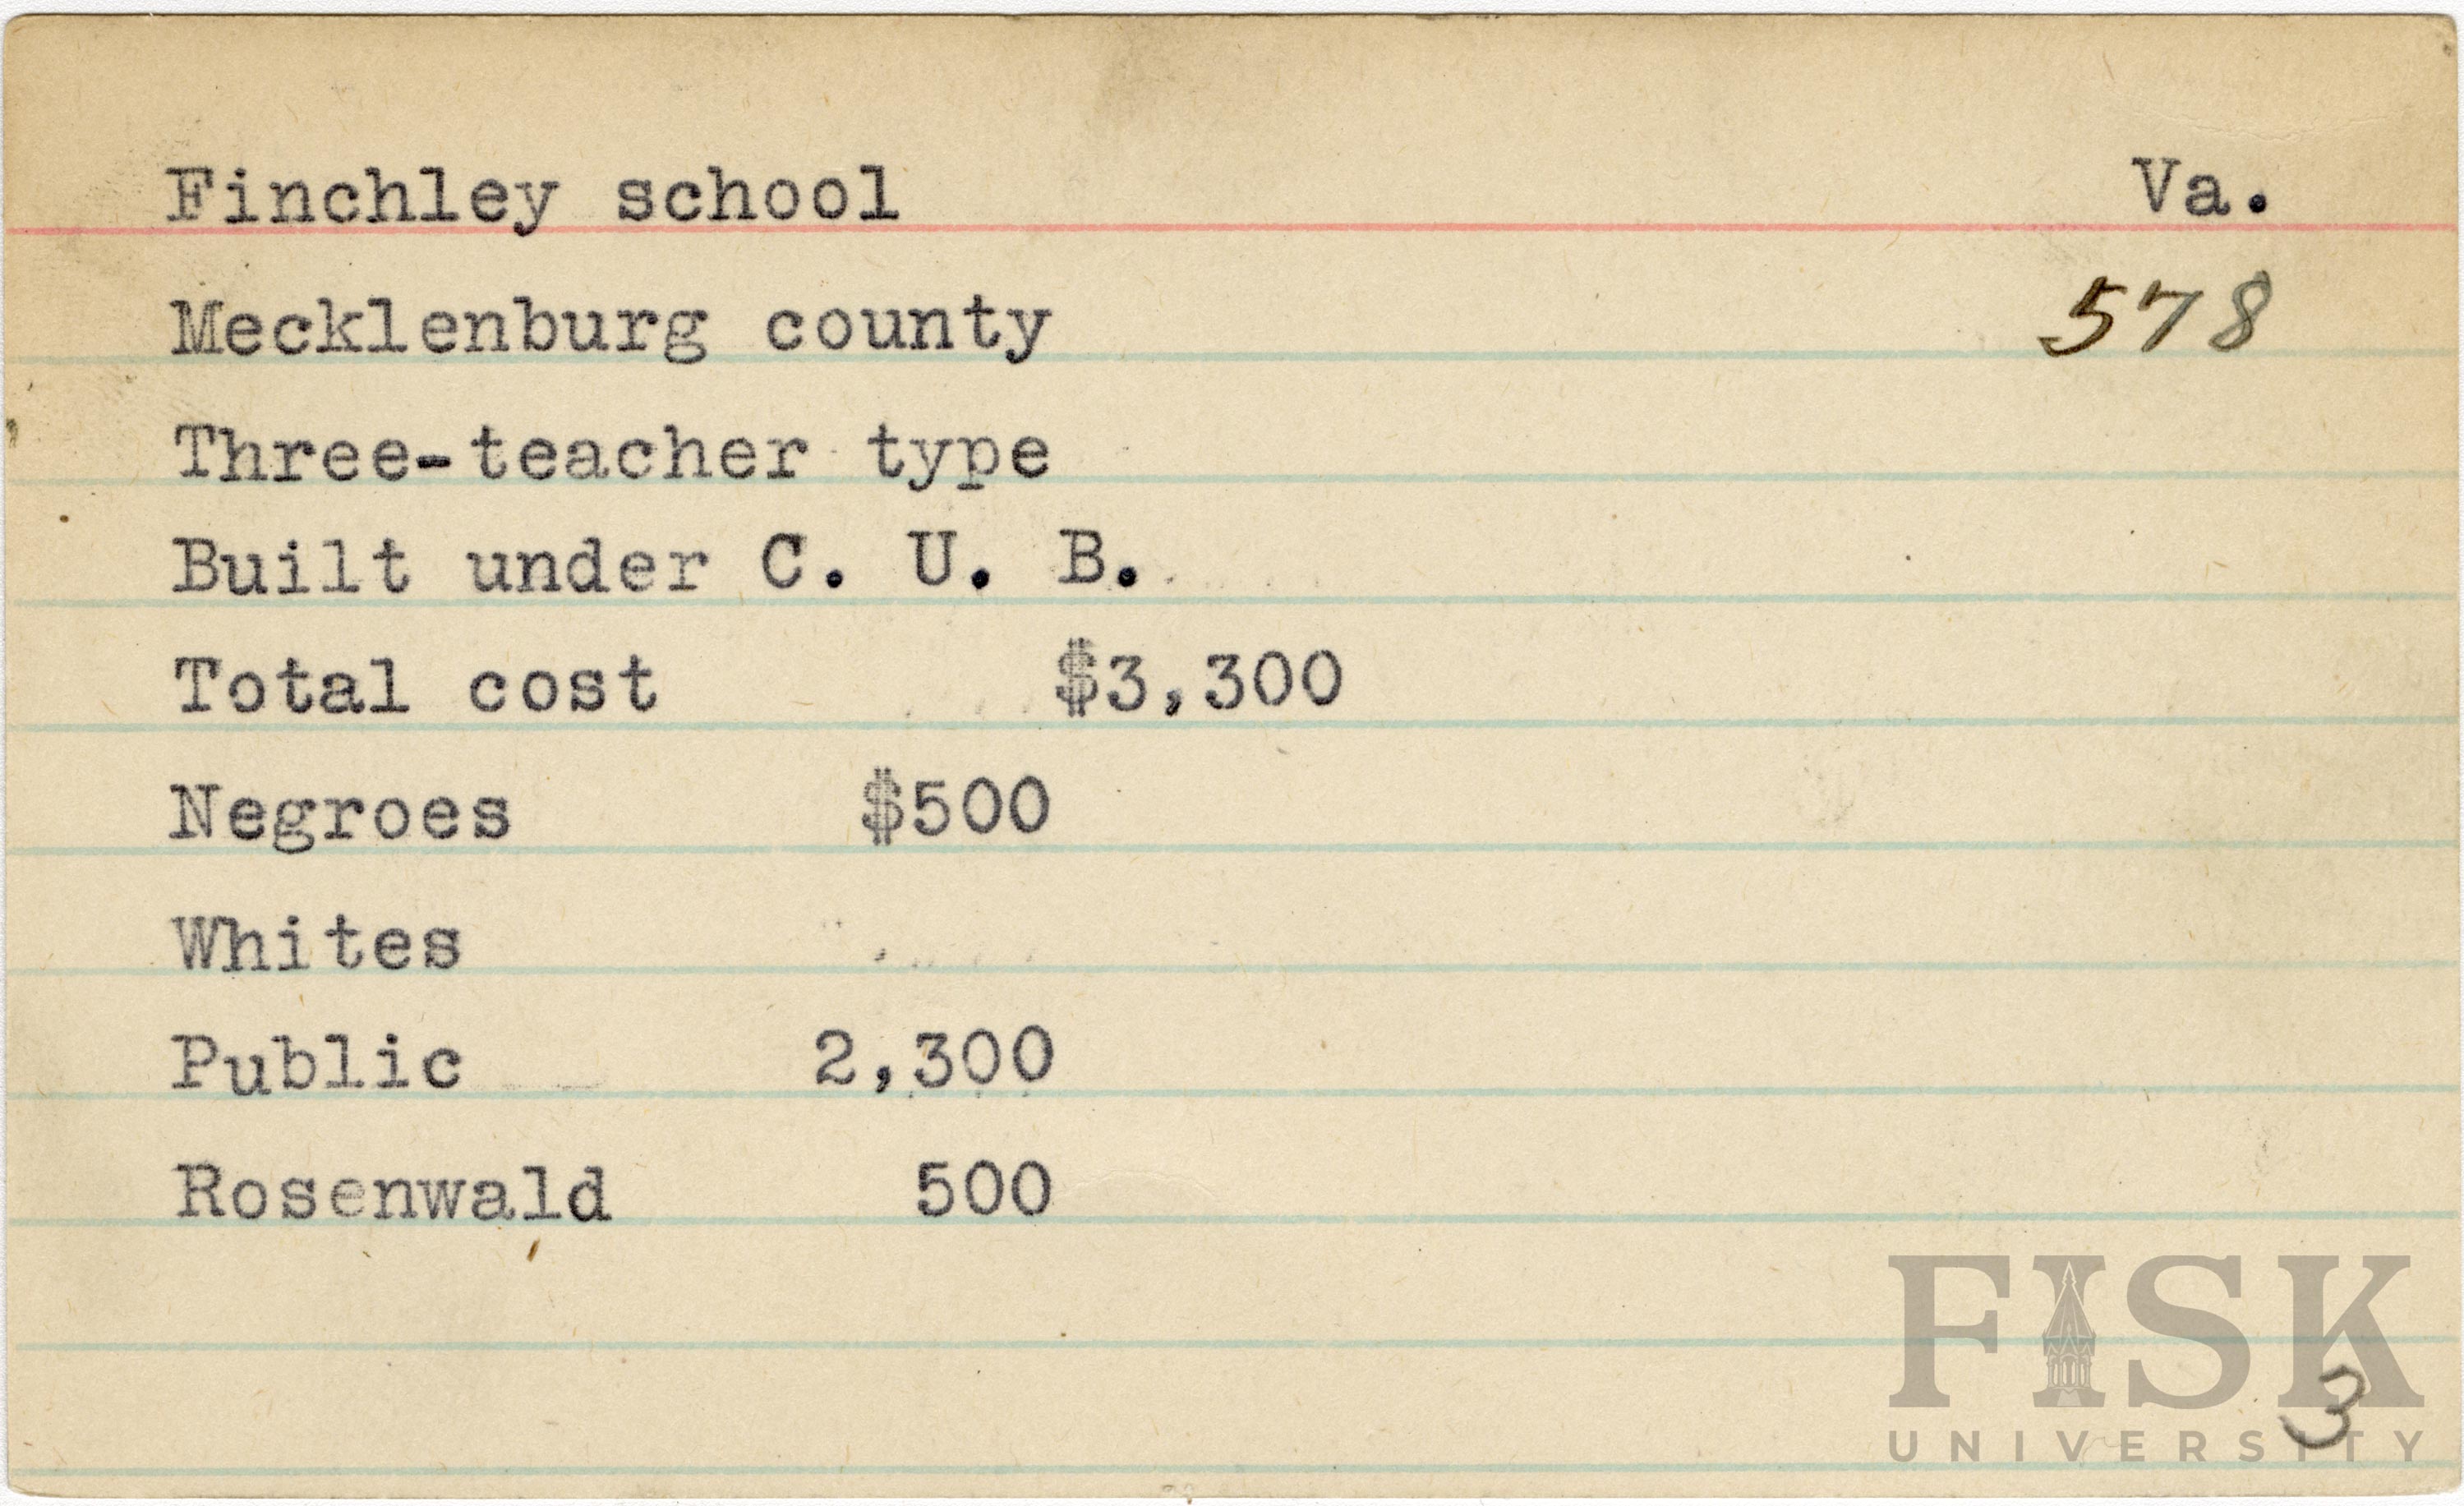 Finchley school Va.
Mecklenburg county 578
Three-teacher type
Built under C. U. B.
Total cost $3,300
Negroes $500
Whites
Public 2,300
Rosenwald 500
FISK
UNIVERSITY
3